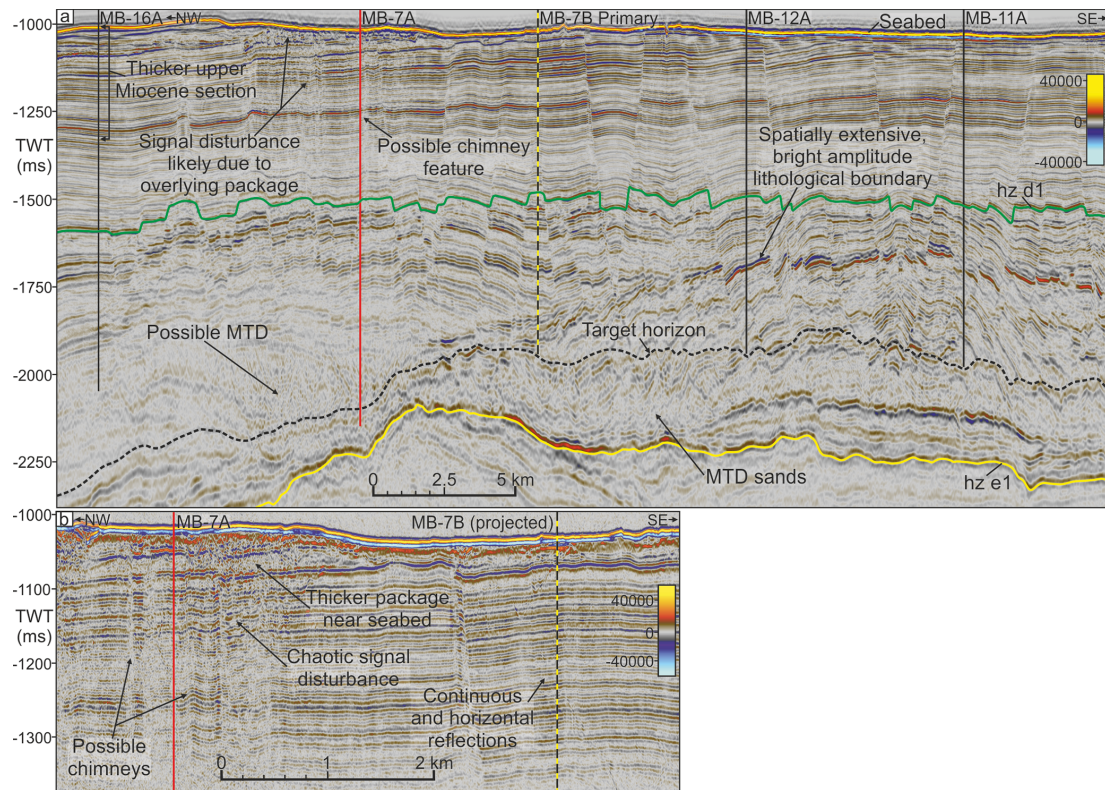 a
MB-16A
NW
MB-7A
MB-7B Primary
MB-12A
MB-11A
SE
Seabed
-1000
-1250
TWT
(ms)
-1500
-1750
-2000
-2250
Thicker upper
Miocene section
Signal disturbance
likely due to
overlying package
Possible chimney
feature
Spatially extensive,
bright amplitude
lithological boundary
40000
0
-40000
hz d1
Possible MTD
Target horizon
MTD sands
hz e1
0 2.5 5 km
b
NW
MB-7A
MB-7B (projected)
SE
-1000
-1100
TWT
(ms)
-1200
-1300
Thicker package
near seabed
Chaotic signal
disturbance
Continuous
and horizontal
reflections
Possible
chimneys
40000
0
-40000
0 1 2 km